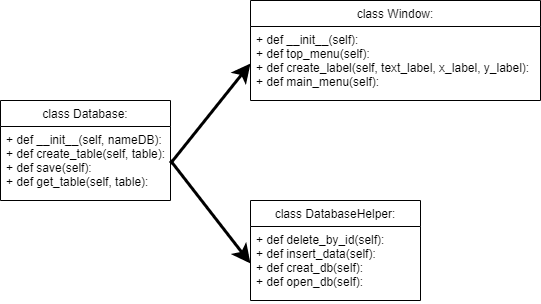 class Window:
+ def __init__(self):
+ def top_menu(self):
+ def create_label(self, text_label, x_label, y_label):
+ def main_menu(self):
class Database:
+ def __init__(self, nameDB):
+ def create_table(self, table):
+ def save(self):
+ def get_table(self, table):
class DatabaseHelper:
+ def delete_by_id(self):
+ def insert_data(self):
+ def creat_db(self):
+ def open_db(self):